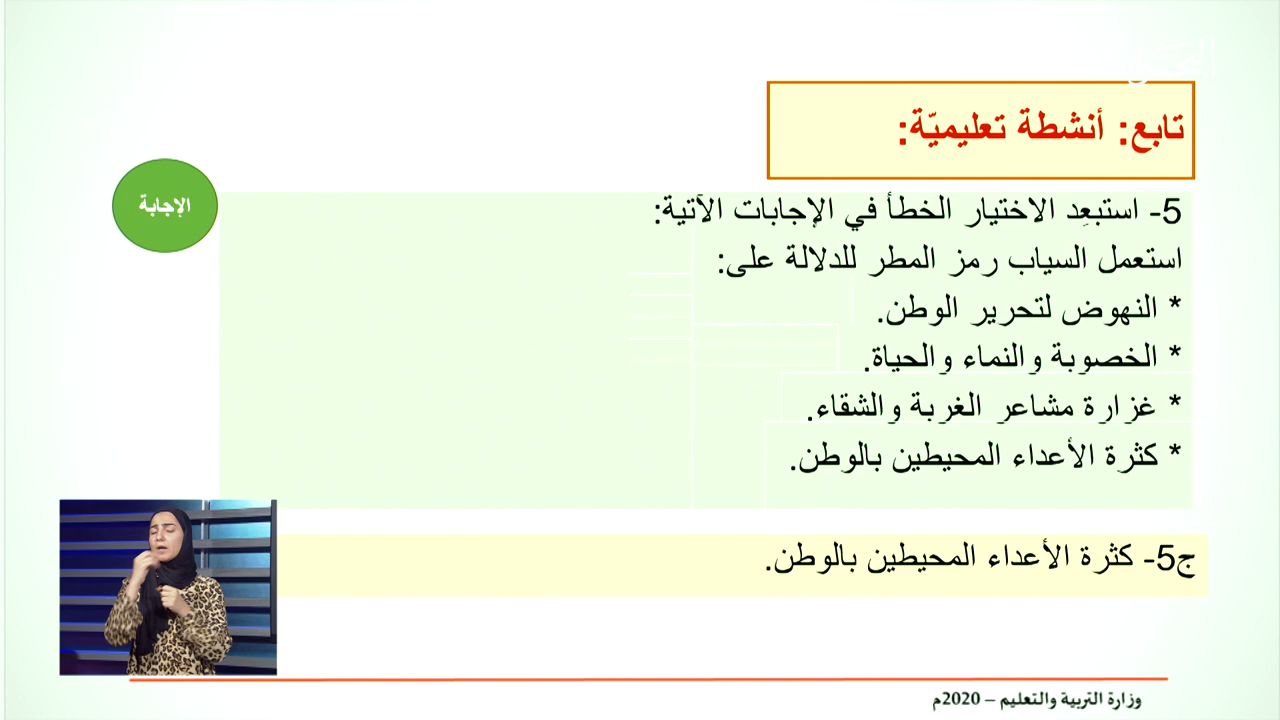 تابع: أنشطة تعليميّة:
الإجابة
5- استبعِد الاختيار الخطأ في الإجابات الآتية:
استعمل السياب رمز المطر للدلالة على:
* النهوض لتحرير الوطن.
* الخصوبة والنماء والحياة.
* غزارة مشاعر الغربة والشقاء.
* كثرة الأعداء المحيطين بالوطن.
ج5- كثرة الأعداء المحيطين بالوطن.
وزارة التربية والتعليم – 2020م